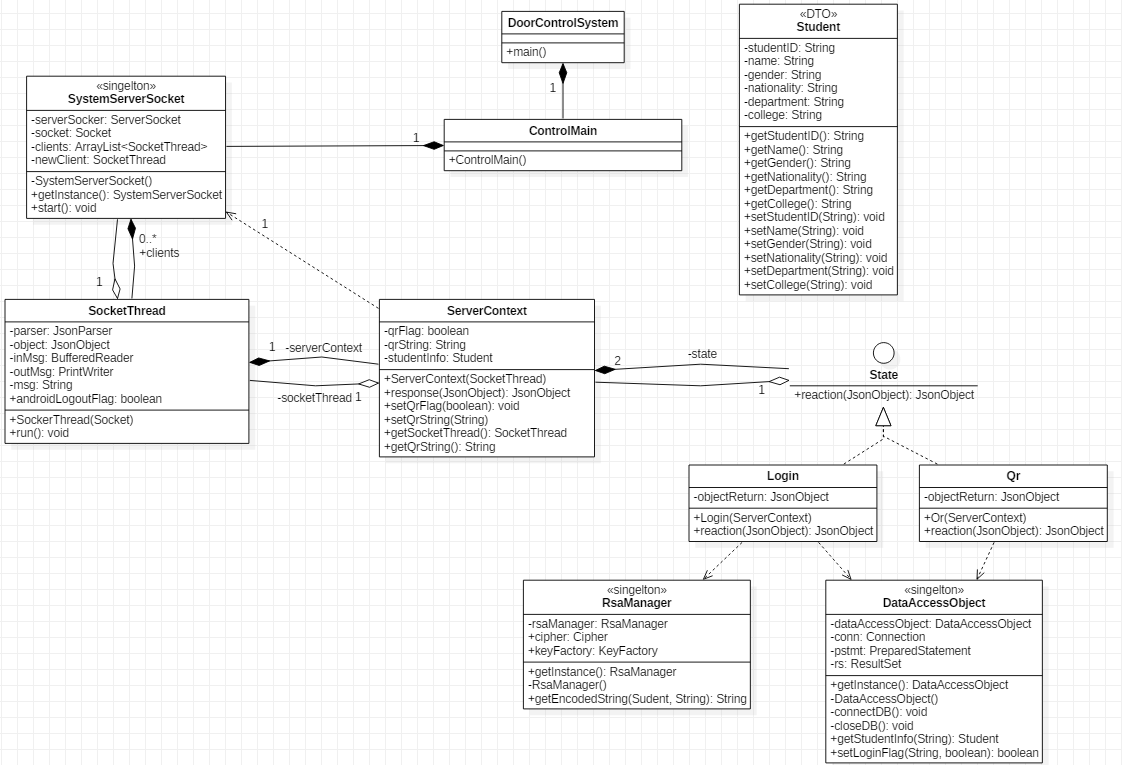 DoorControlSystem
+main()
1
«DTO»
Student
-studentID: String
-name: String
-gender: String
-nationality: String
-department: String
-college: String
+getStudentID(): String
+getName(): String
+getGender(): String
+getNationality(): String
+getDepartment(): String
+getCollege(): String
+setStudentID(String): void
+setName(String): void
+setGender(String): void
+setNationality(String): void
+setDepartment(String): void
+setCollege(String): void
«singelton»
SystemServerSocket
-serverSocker: ServerSocket
-socket: Socket
-clients: ArrayList<SocketThread>
-newClient: SocketThread
-SystemServerSocket()
+getInstance(): SystemServerSocket
+start(): void
1
ControlMain
+ControlMain()
0..*
+clients
1
1
SocketThread
-parser: JsonParser
-object: JsonObject
-inMsg: BufferedReader
-outMsg: PrintWriter
-msg: String
-androidLogoutFlag: boolean
+SockerThread(Socket)
+run(): void
1
-serverContext
-socketThread
1
ServerContext
-qrFlag: boolean
-qrString: String
-studentInfo: Student
+ServerContext(SocketThread)
+response(JsonObject): JsonObject
+setQrFlag(boolean): void
+setQrString(String)
+getSocketThread(): SocketThread
+getQrString(): String
2
-state
1
State
+reaction(JsonObject): JsonObject
Login
-objectReturn: JsonObject
+Login(ServerContext)
+reaction(JsonObject): JsonObject
Qr
-objectReturn: JsonObject
+Or(ServerContext)
+reaction(JsonObject): JsonObject
«singelton»
RsaManager
-rsaManager: RsaManager
+cipher: Cipher
+keyFactory: KeyFactory
+getInstance(): RsaManager
-RsaManager()
+getEncodedString(Sudent, String): String
«singelton»
DataAccessObject
-dataAccessObject: DataAccessObject
-conn: Connection
-pstmt: PreparedStatement
-rs: ResultSet
+getInstance(): DataAccessObject
-DataAccessObject()
-connectDB(): void
-closeDB(): void
+getStudentInfo(String): Student
+setLoginFlag(String, boolean): boolean